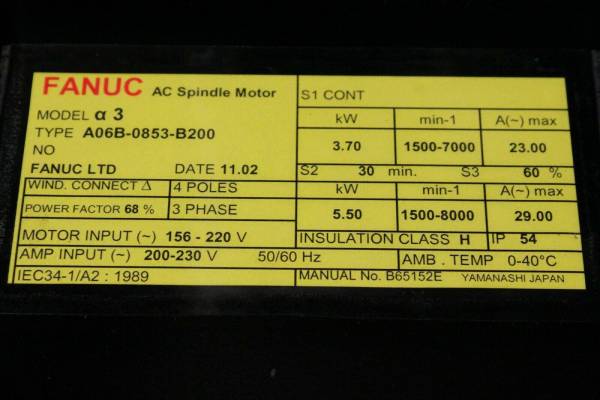 FANUC AC Spindle Motor
MODEL α 3
TYPE A06B-0853-B200
NO
FANUC LTD DATE 11.02
WIND. CONNECT Δ 4 POLES
POWER FACTOR 68 % 3 PHASE
MOTOR INPUT (~) 156 - 220 V
AMP INPUT (~) 200-230 V 50/60 Hz
IEC34-1/A2 : 1989
S1 CONT
kW min-1 A(~) max
3.70 1500-7000 23.00
S2 30 min. S3 60 %
kW min-1 A(~) max
5.50 1500-8000 29.00
INSULATION CLASS H IP 54
AMB . TEMP 0-40°C
MANUAL No. B65152E YAMANASHI JAPAN